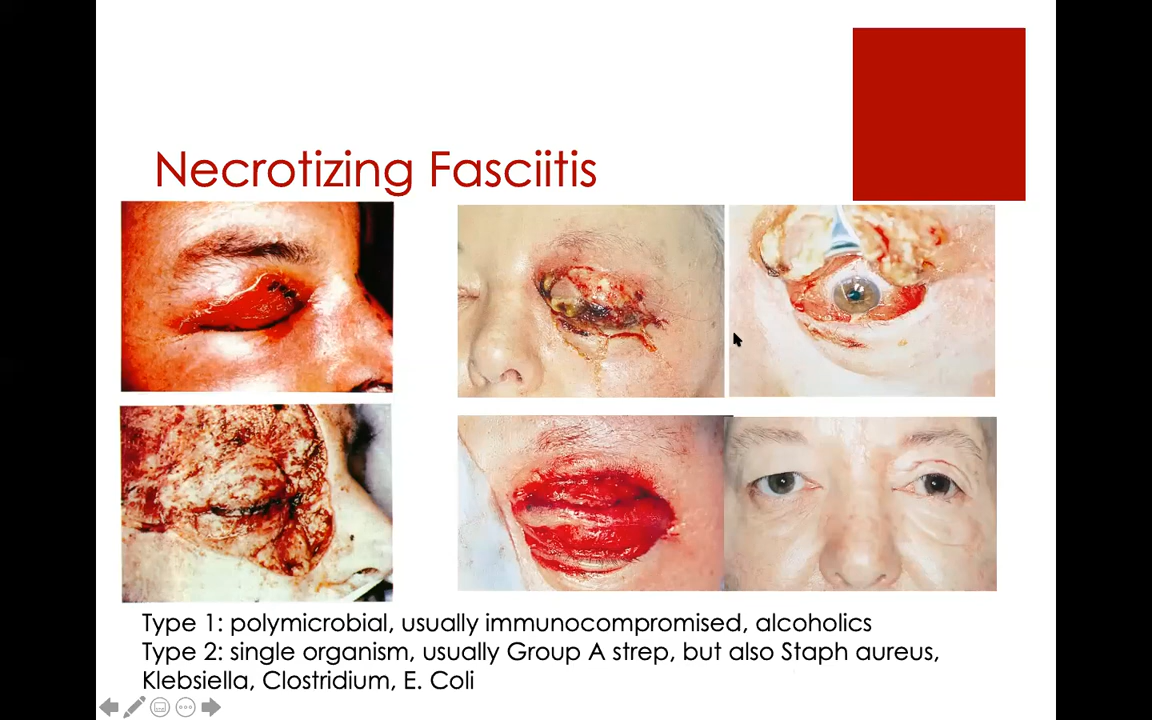 Necrotizing Fasciitis
Type 1: polymicrobial, usually immunocompromised, alcoholics
Type 2: single organism, usually Group A strep, but also Staph aureus,
Klebsiella, Clostridium, E. Coli